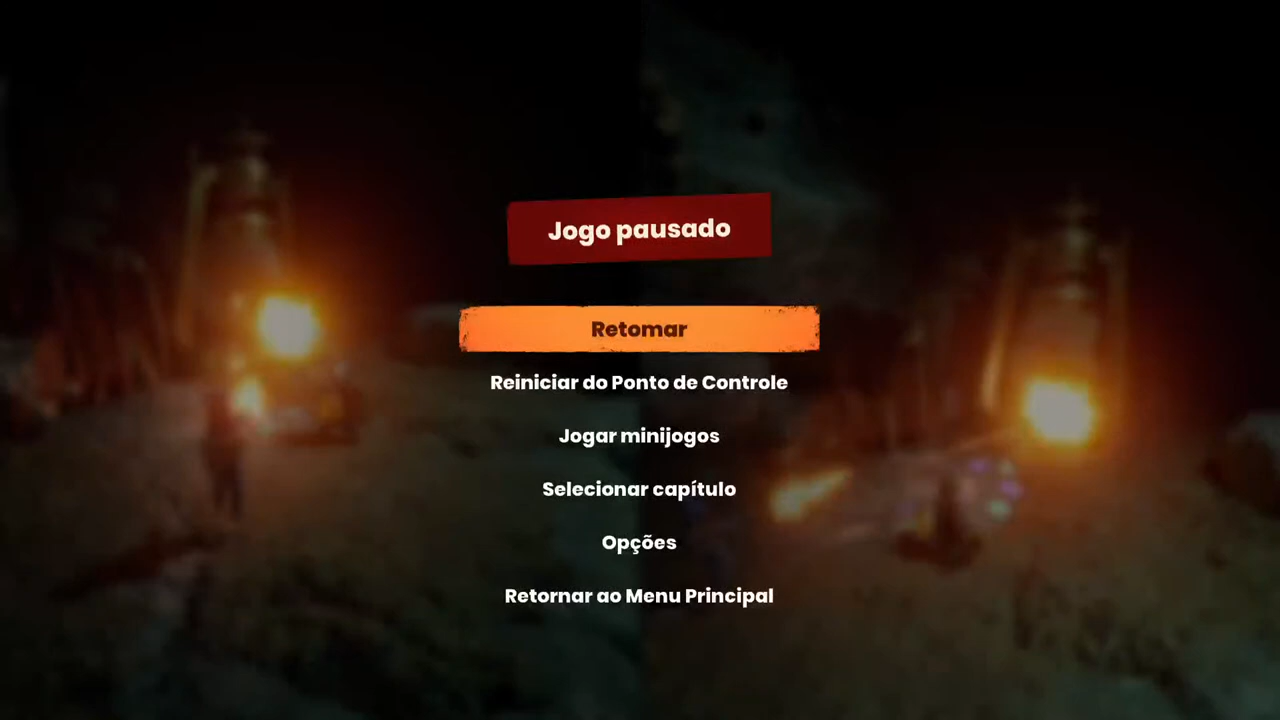 Jogo pausado
Retomar
Reiniciar do Ponto de Controle
Jogar minijogos
Selecionar capítulo
Opções
Retornar ao Menu Principal